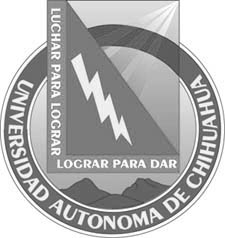 LUCHAR PARA LOGRAR
LOGRAR PARA DAR
UNIVERSIDAD AUTONOMA DE CHIHUAHUA